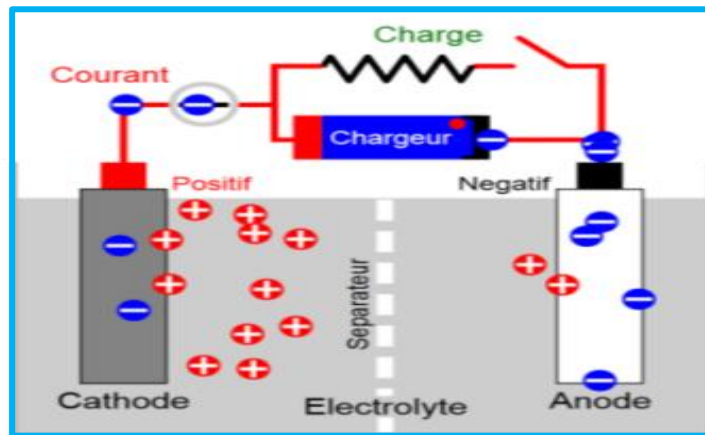 Charge
Courant
Chargeur
Positif
Negatif
Separateur
Cathode
Electrolyte
Anode